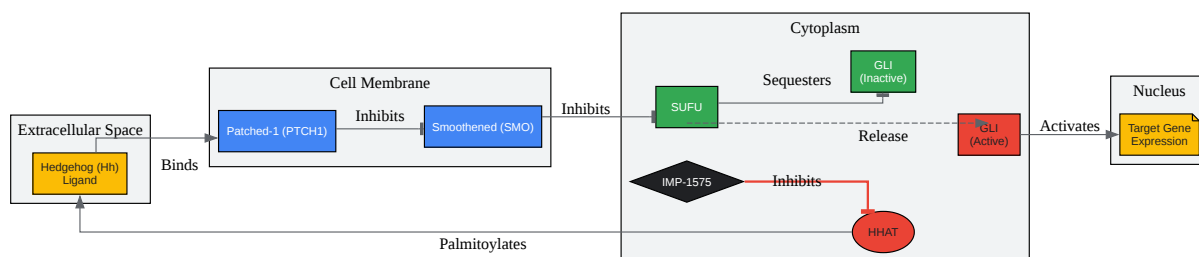 Extracellular Space
Hedgehog (Hh)
Ligand
Binds
Cell Membrane
Patched-1 (PTCH1)
Inhibits
Smoothened (SMO)
Inhibits
Cytoplasm
SUFU
Sequesters
GLI
(Inactive)
Release
GLI
(Active)
Activates
Nucleus
Target Gene
Expression
IMP-1575
Inhibits
HHAT
Palmitoylates